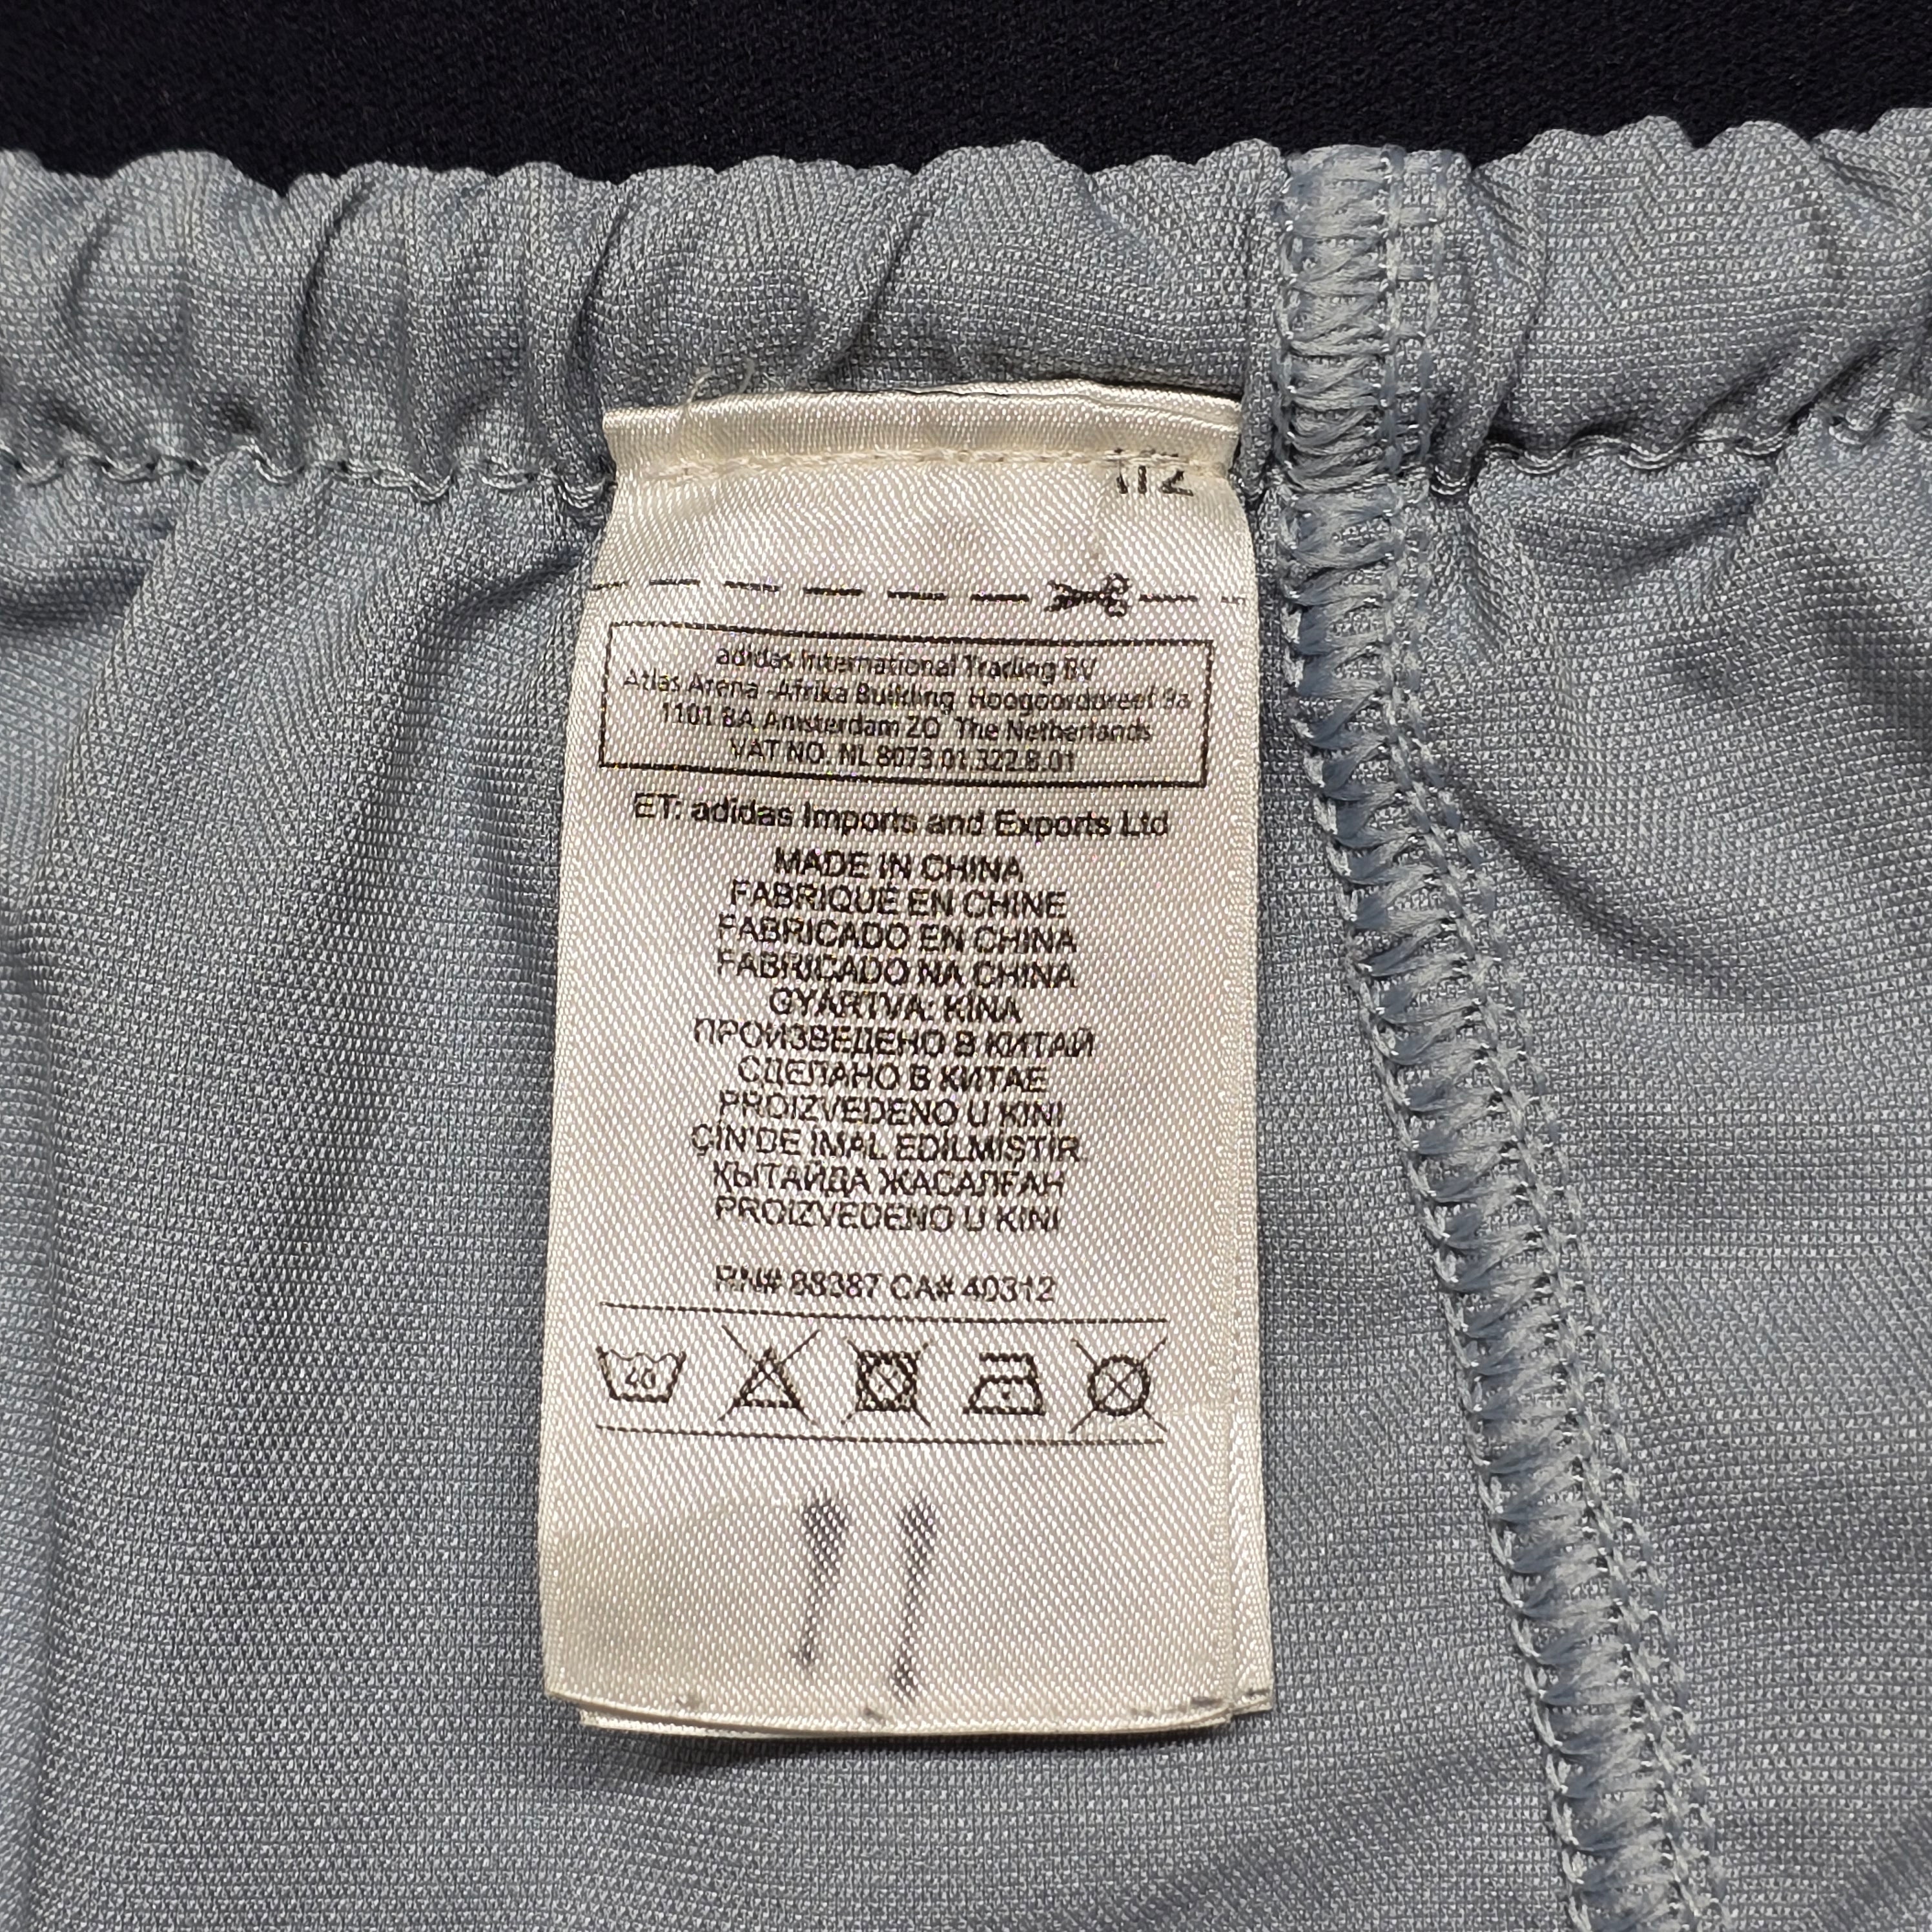 adidas International Trading BV
Atlas Arena -Afrika Building Hoogoorddreef 9a
1101 BA Amsterdam ZO The Netherlands
VAT NO. NL 8073.01.322.B.01
ET: adidas Imports and Exports Ltd
MADE IN CHINA
FABRIQUÉ EN CHINE
FABRICADO EN CHINA
FABRICADO NA CHINA
GYÁRTVA: KÍNA
ПРОИЗВЕДЕНО В КИТАЙ
СДЕЛАНО В КИТАЕ
PROIZVEDENO U KINI
ÇİN'DE İMAL EDİLMİSTİR
ҚЫТАЙДА ЖАСАЛҒАН
PROIZVEDENO U KINI
RN# 88387 CA# 40312
40